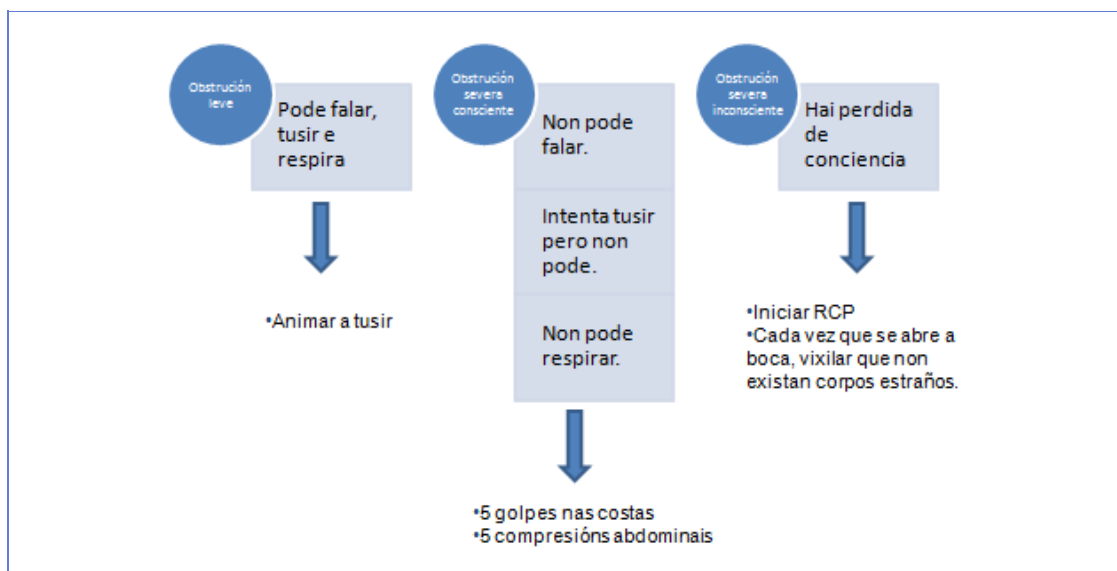 Obstrución
leve
Pode falar,
tusir e
respira
•Animar a tusir
Obstrución
severa
consciente
Non pode
falar.
Intenta tusir
pero non
pode.
Non pode
respirar.
•5 golpes nas costas
•5 compresións abdominais
Obstrución
severa
inconsciente
Hai perdida
de
conciencia
•Iniciar RCP
•Cada vez que se abre a
boca, vixilar que non
existan corpos estraños.